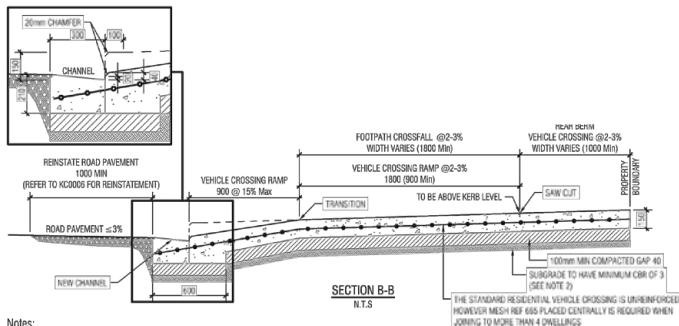 20mm CHAMFER
300
100
150
CHANNEL
210
FOOTPATH CROSSFALL @2-3%
WIDTH VARIES (1800 Min)
REAR BERM
VEHICLE CROSSING @2-3%
WIDTH VARIES (1000 Min)
REINSTATE ROAD PAVEMENT
1000 MIN
(REFER TO KC0006 FOR REINSTATEMENT)
VEHICLE CROSSING RAMP
900 @ 15% Max
VEHICLE CROSSING RAMP @2-3%
1800 (900 Min)
PROPERTY
BOUNDARY
TRANSITION
TO BE ABOVE KERB LEVEL
SAW CUT
150
ROAD PAVEMENT ≤3%
NEW CHANNEL
600
SECTION B-B
N.T.S
100mm MIN COMPACTED GAP 40
SUBGRADE TO HAVE MINIMUM CBR OF 3
(SEE NOTE 2)
THE STANDARD RESIDENTIAL VEHICLE CROSSING IS UNREINFORCED
HOWEVER MESH REF 665 PLACED CENTRALLY IS REQUIRED WHEN
JOINING TO MORE THAN 4 DWELLINGS
Notes: